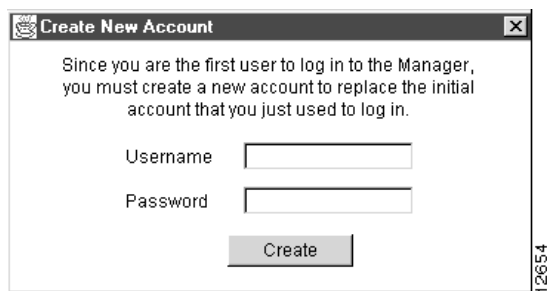 Create New Account
Since you are the first user to log in to the Manager,
you must create a new account to replace the initial
account that you just used to log in.
Username
Password
Create
12654